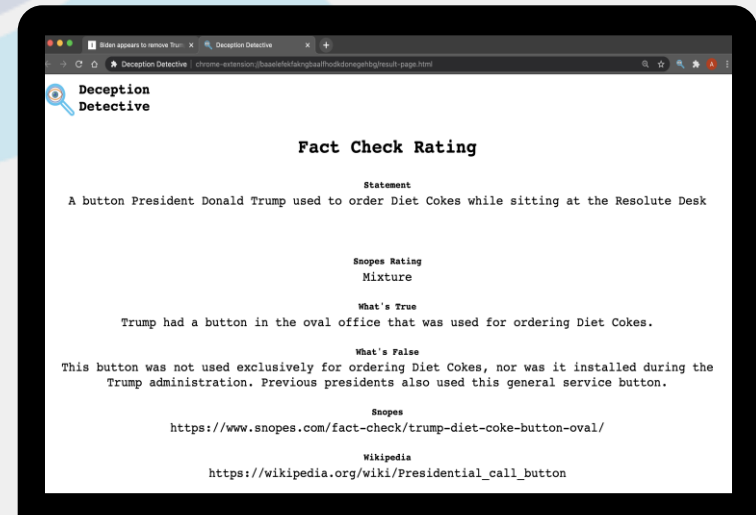 Biden appears to remove Trum
Deception Detective
Deception Detective | chrome-extension://baaelefekfakngbaalfhodkdonegehbg/result-page.html
A
Deception
Detective
Fact Check Rating
Statement
A button President Donald Trump used to order Diet Cokes while sitting at the Resolute Desk
Snopes Rating
Mixture
What's True
Trump had a button in the oval office that was used for ordering Diet Cokes.
What's False
This button was not used exclusively for ordering Diet Cokes, nor was it installed during the
Trump administration. Previous presidents also used this general service button.
Snopes
https://www.snopes.com/fact-check/trump-diet-coke-button-oval/
Wikipedia
https://wikipedia.org/wiki/Presidential_call_button